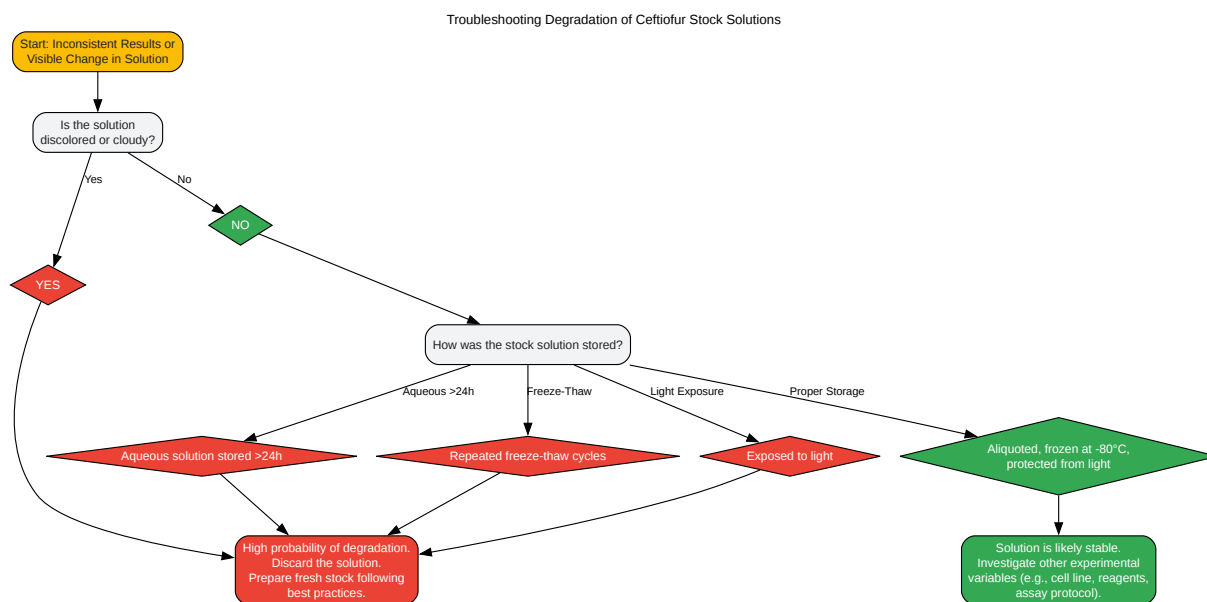 Troubleshooting Degradation of Ceftiofur Stock Solutions
Start: Inconsistent Results or
Visible Change in Solution
Is the solution
discolored or cloudy?
Yes
No
NO
YES
How was the stock solution stored?
Aqueous >24h
Freeze-Thaw
Light Exposure
Proper Storage
Aqueous solution stored >24h
Repeated freeze-thaw cycles
Exposed to light
Aliquoted, frozen at -80°C,
protected from light
High probability of degradation.
Discard the solution.
Prepare fresh stock following
best practices.
Solution is likely stable.
Investigate other experimental
variables (e.g., cell line, reagents,
assay protocol).